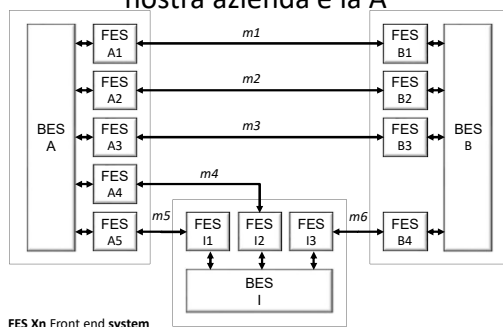 nostra azienda è la A
FES
A1
m1
FES
B1
FES
A2
m2
FES
B2
BES
A
FES
A3
m3
FES
B3
BES
B
FES
A4
m4
FES
A5
m5
FES
I1
FES
I2
FES
I3
m6
FES
B4
BES
I
FES Xn Front end system